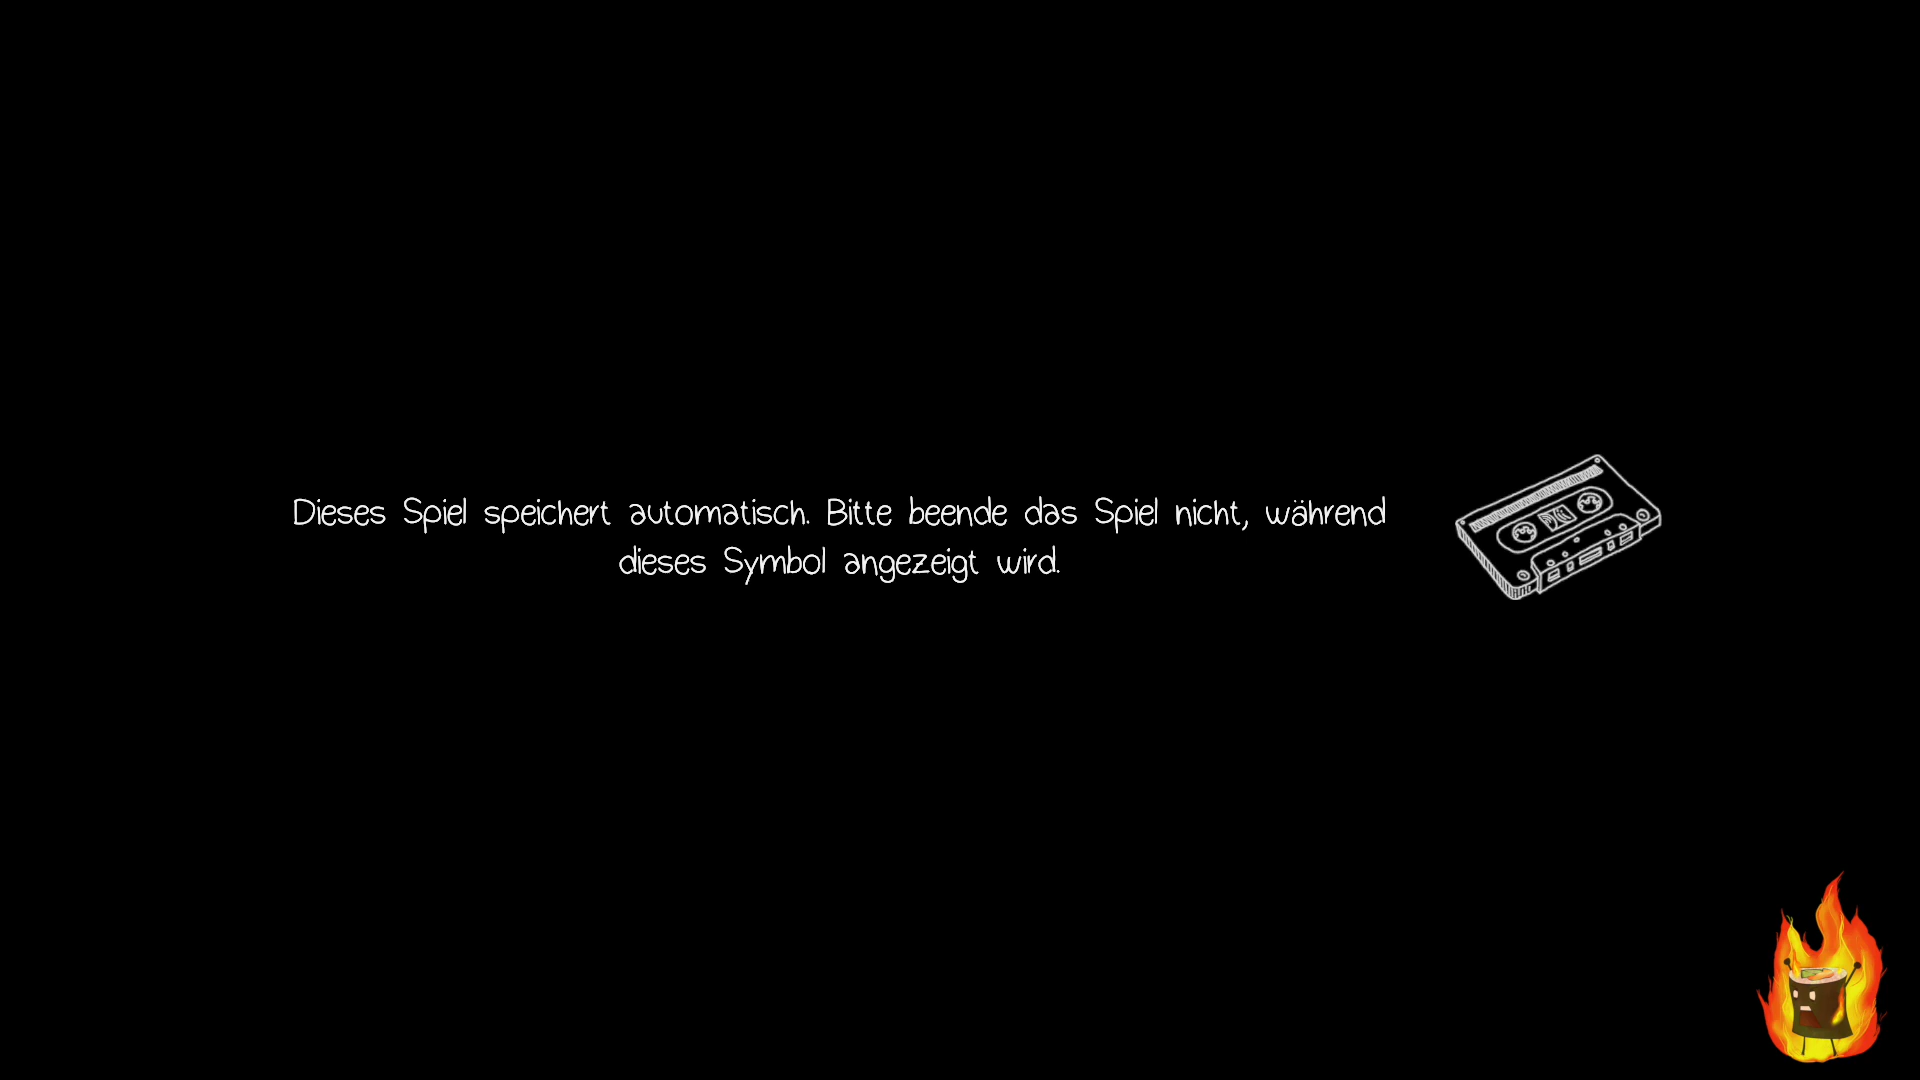 Dieses Spiel speichert automatisch. Bitte beende das Spiel nicht, während
dieses Symbol angezeigt wird.